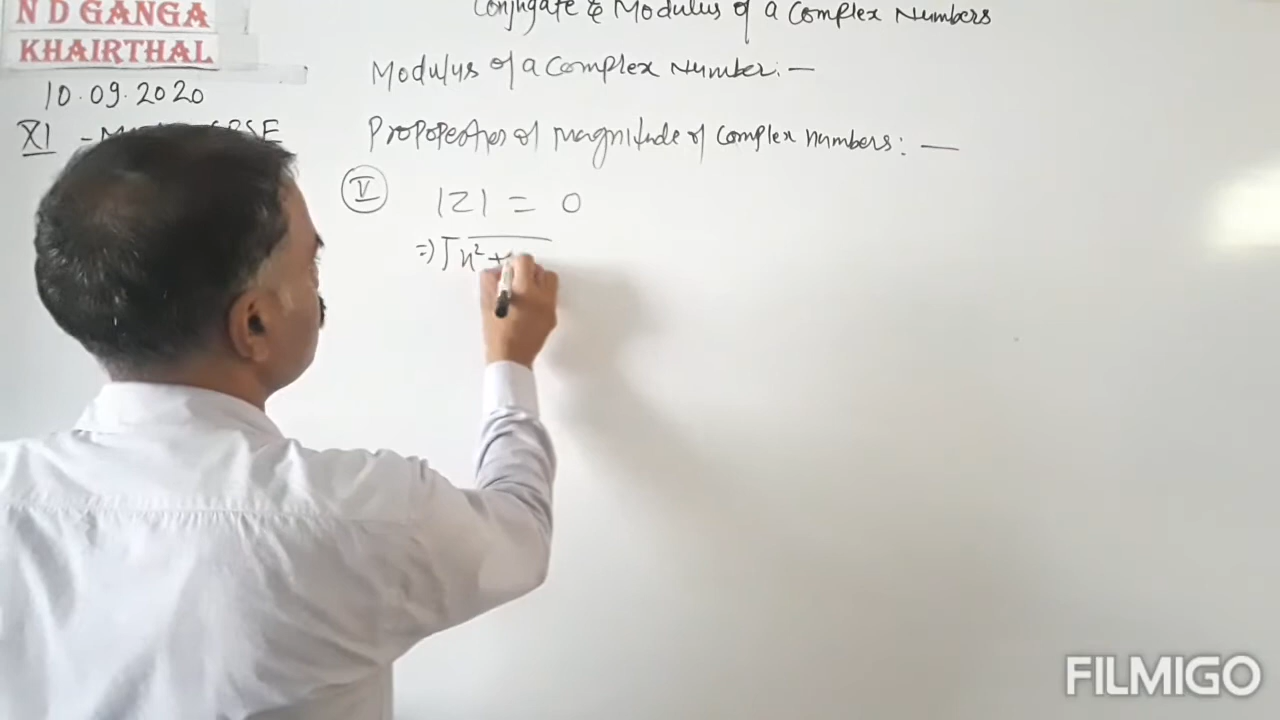 N D GANGA
KHAIRTHAL
10.09.2020
XI -
Conjugate & Modulus of a Complex Numbers
Modulus of a Complex Number:-
of magnitude of Complex numbers: —
V |Z| = 0
=> √x² +
FILMIGO